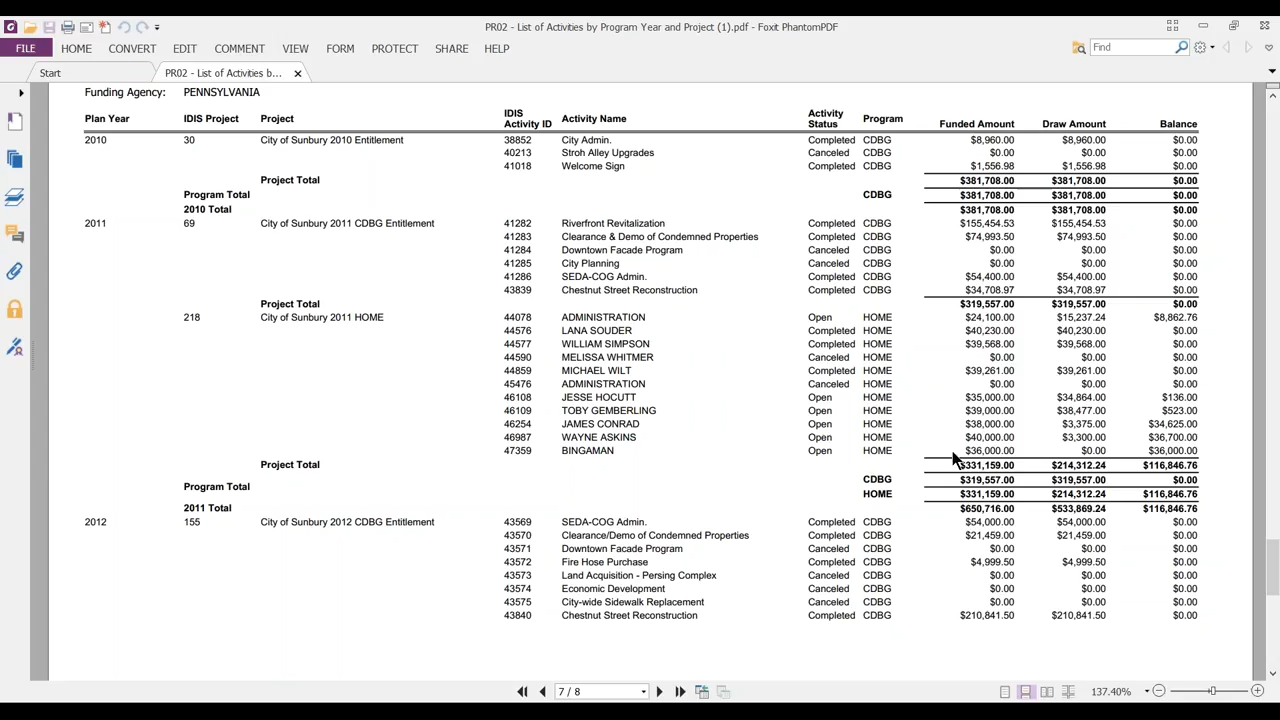 PR02 - List of Activities by Program Year and Project (1).pdf - Foxit PhantomPDF
FILE HOME CONVERT EDIT COMMENT VIEW FORM PROTECT SHARE HELP
Find
Start PR02 - List of Activities b...
Funding Agency: PENNSYLVANIA
Plan Year IDIS Project Project IDIS Activity ID Activity Name Activity Status Program Funded Amount Draw Amount Balance
2010 30 City of Sunbury 2010 Entitlement 38852 City Admin. Completed CDBG $8,960.00 $8,960.00 $0.00
40213 Stroh Alley Upgrades Canceled CDBG $0.00 $0.00 $0.00
41018 Welcome Sign Completed CDBG $1,556.98 $1,556.98 $0.00
Project Total $381,708.00 $381,708.00 $0.00
Program Total CDBG $381,708.00 $381,708.00 $0.00
2010 Total $381,708.00 $381,708.00 $0.00
2011 69 City of Sunbury 2011 CDBG Entitlement 41282 Riverfront Revitalization Completed CDBG $155,454.53 $155,454.53 $0.00
41283 Clearance & Demo of Condemned Properties Completed CDBG $74,993.50 $74,993.50 $0.00
41284 Downtown Facade Program Canceled CDBG $0.00 $0.00 $0.00
41285 City Planning Canceled CDBG $0.00 $0.00 $0.00
41286 SEDA-COG Admin. Completed CDBG $54,400.00 $54,400.00 $0.00
43839 Chestnut Street Reconstruction Completed CDBG $34,708.97 $34,708.97 $0.00
Project Total $319,557.00 $319,557.00 $0.00
218 City of Sunbury 2011 HOME 44078 ADMINISTRATION Open HOME $24,100.00 $15,237.24 $8,862.76
44576 LANA SOUDER Completed HOME $40,230.00 $40,230.00 $0.00
44577 WILLIAM SIMPSON Completed HOME $39,568.00 $39,568.00 $0.00
44590 MELISSA WHITMER Canceled HOME $0.00 $0.00 $0.00
44859 MICHAEL WILT Completed HOME $39,261.00 $39,261.00 $0.00
45476 ADMINISTRATION Canceled HOME $0.00 $0.00 $0.00
46108 JESSE HOCUTT Open HOME $35,000.00 $34,864.00 $136.00
46109 TOBY GEMBERLING Open HOME $39,000.00 $38,477.00 $523.00
46254 JAMES CONRAD Open HOME $38,000.00 $3,375.00 $34,625.00
46987 WAYNE ASKINS Open HOME $40,000.00 $3,300.00 $36,700.00
47359 BINGAMAN Open HOME $36,000.00 $0.00 $36,000.00
Project Total $331,159.00 $214,312.24 $116,846.76
CDBG $319,557.00 $319,557.00 $0.00
Program Total
HOME $331,159.00 $214,312.24 $116,846.76
2011 Total $650,716.00 $533,869.24 $116,846.76
2012 155 City of Sunbury 2012 CDBG Entitlement 43569 SEDA-COG Admin. Completed CDBG $54,000.00 $54,000.00 $0.00
43570 Clearance/Demo of Condemned Properties Completed CDBG $21,459.00 $21,459.00 $0.00
43571 Downtown Facade Program Canceled CDBG $0.00 $0.00 $0.00
43572 Fire Hose Purchase Completed CDBG $4,999.50 $4,999.50 $0.00
43573 Land Acquisition - Persing Complex Canceled CDBG $0.00 $0.00 $0.00
43574 Economic Development Canceled CDBG $0.00 $0.00 $0.00
43575 City-wide Sidewalk Replacement Canceled CDBG $0.00 $0.00 $0.00
43840 Chestnut Street Reconstruction Completed CDBG $210,841.50 $210,841.50 $0.00
7 / 8 137.40%